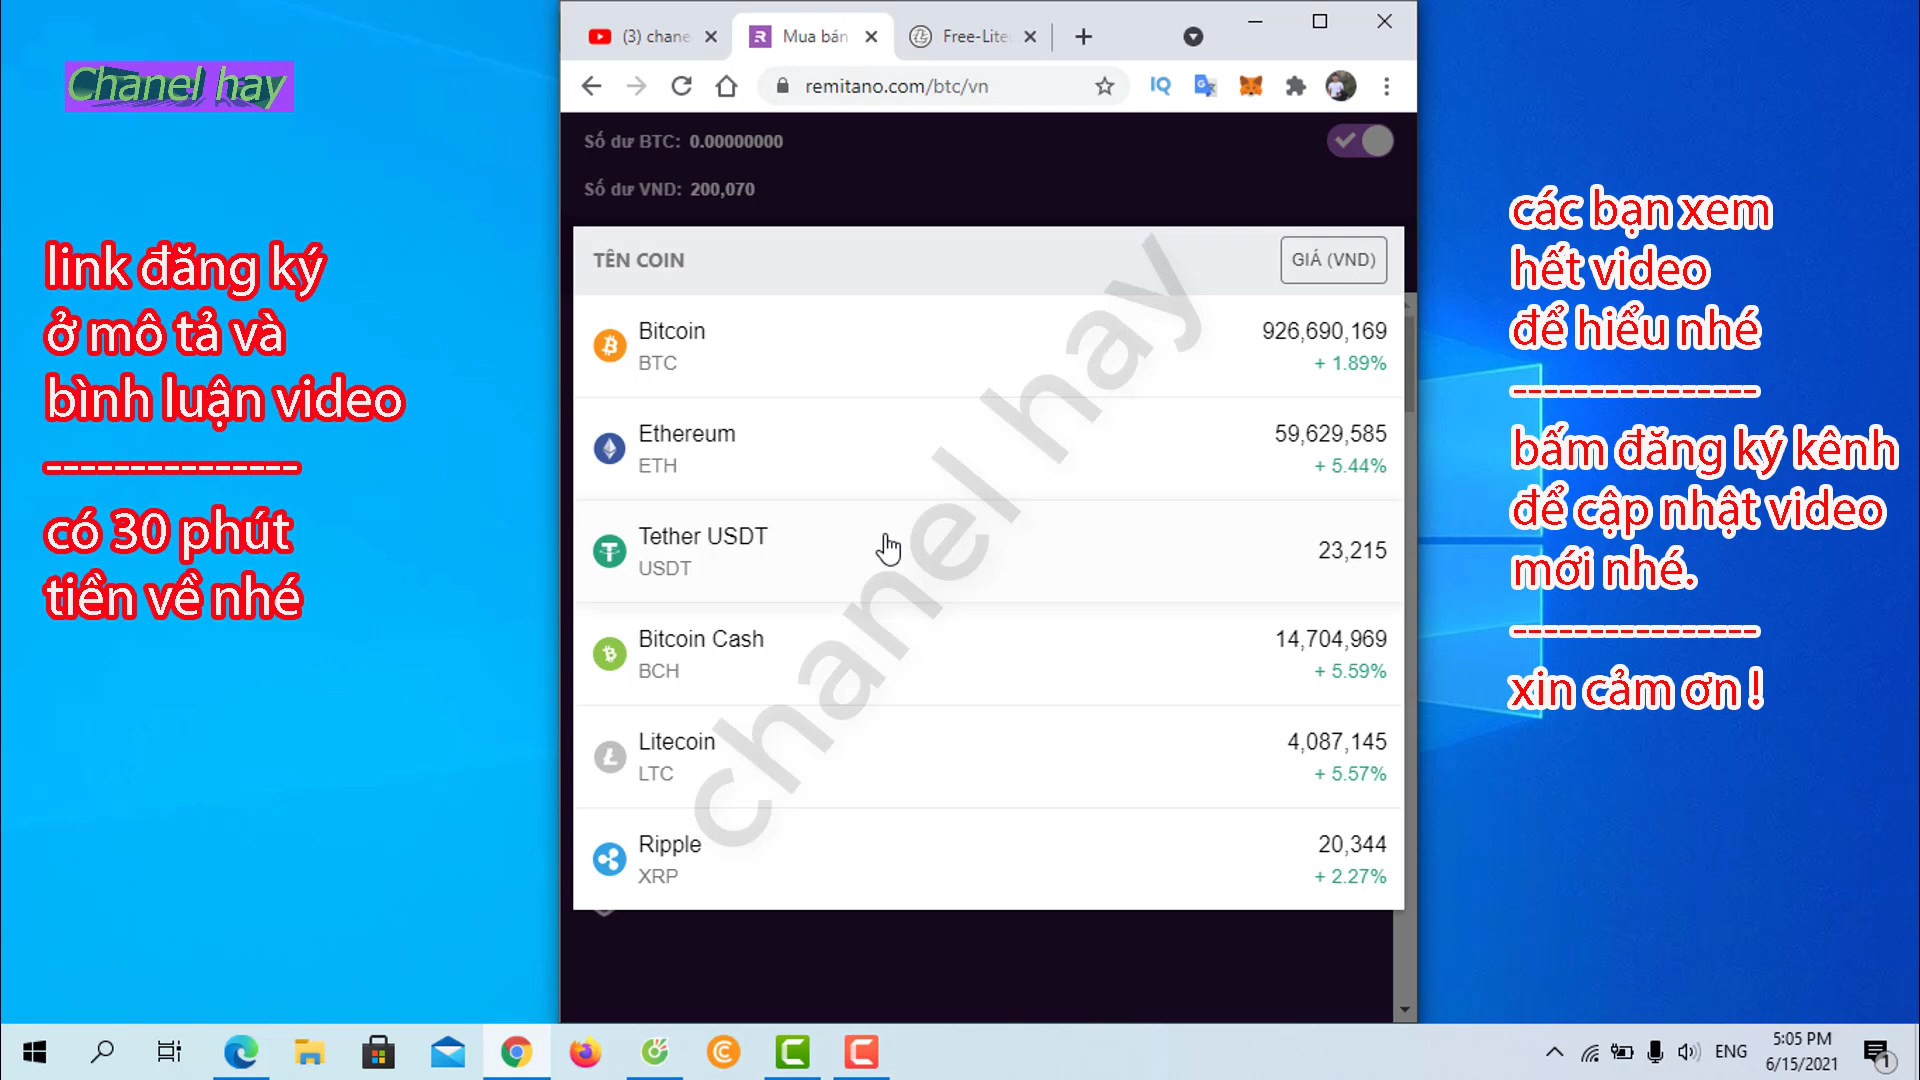 (3) chane
Mua bán
Free-Lite
remitano.com/btc/vn
Chanel hay
link đăng ký
ở mô tả và
bình luận video
---------------
có 30 phút
tiền về nhé
Số dư BTC: 0.00000000
Số dư VND: 200,070
TÊN COIN
GIÁ (VND)
Bitcoin
926,690,169
BTC
+ 1.89%
Ethereum
59,629,585
ETH
+ 5.44%
Tether USDT
23,215
USDT
Bitcoin Cash
14,704,969
BCH
+ 5.59%
Litecoin
4,087,145
LTC
+ 5.57%
Ripple
20,344
XRP
+ 2.27%
chanel hay
các bạn xem
hết video
để hiểu nhé
----------------
bấm đăng ký kênh
để cập nhật video
mới nhé.
----------------
xin cảm ơn !
ENG
5:05 PM
6/15/2021
1